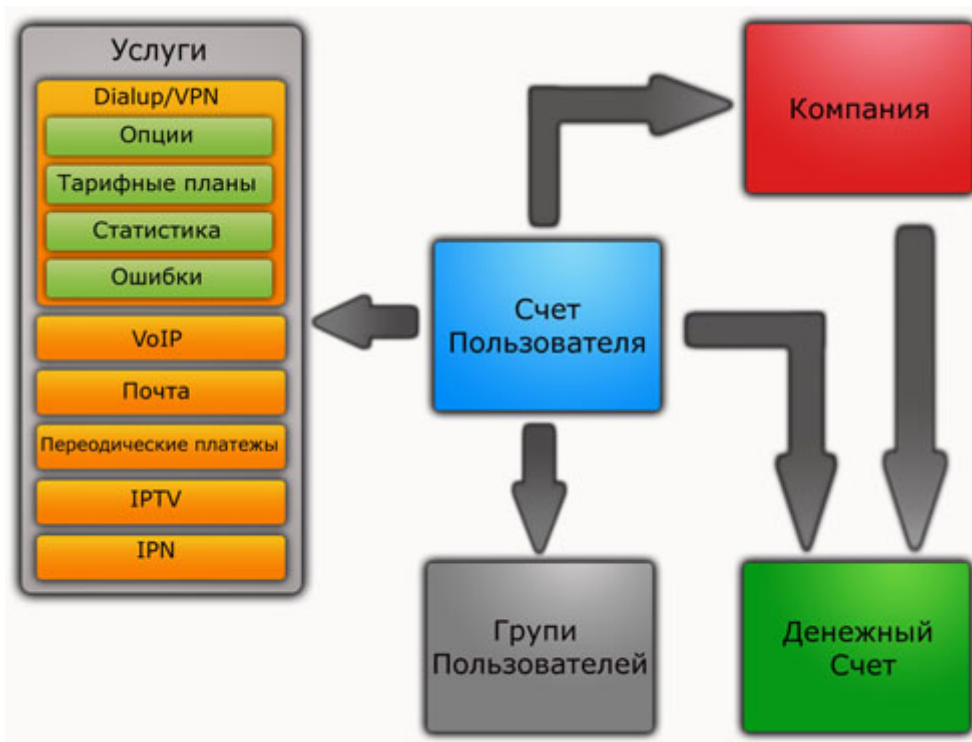 Услуги
Dialup/VPN
Опции
Тарифные планы
Статистика
Ошибки
VoIP
Почта
Переодические платежы
IPTV
IPN
Компания
Счет
Пользователя
Групи
Пользователей
Денежный
Счет